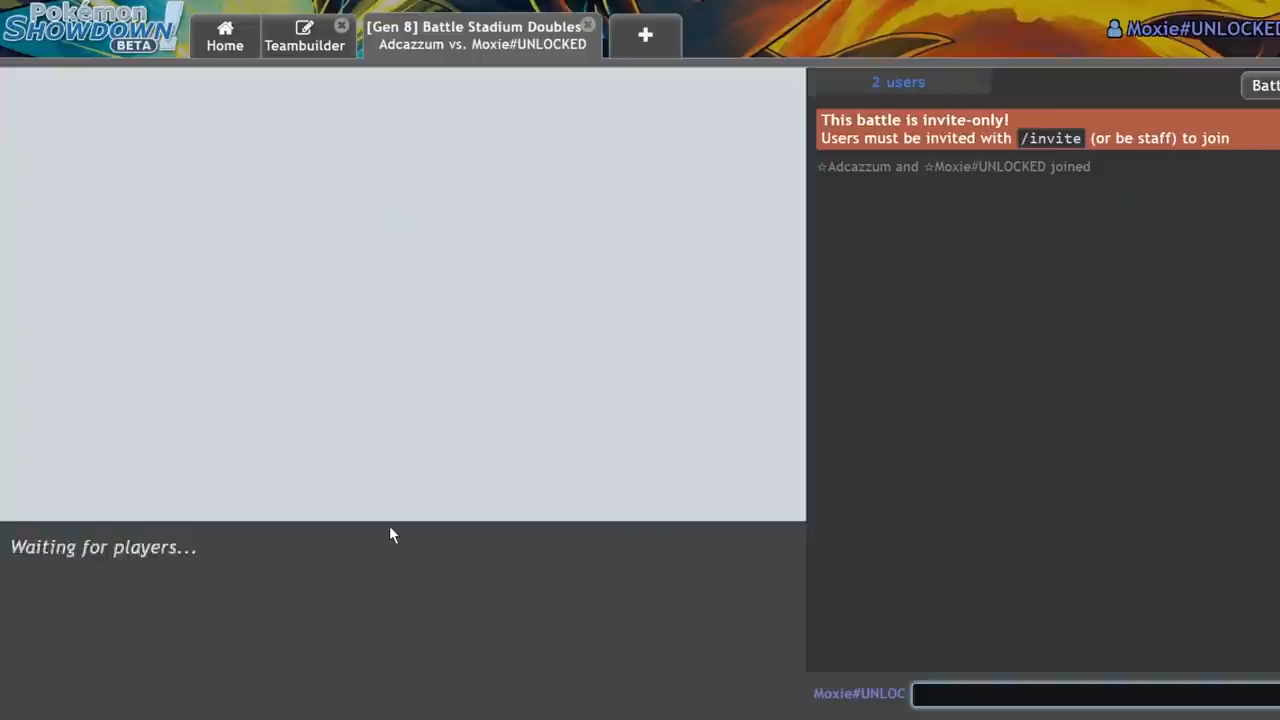 Pokémon
SHOWDOWN!
BETA
Home
Teambuilder
[Gen 8] Battle Stadium Doubles
Adcazzum vs. Moxie#UNLOCKED
+
Moxie#UNLOCKED
2 users
Batt
This battle is invite-only!
Users must be invited with /invite (or be staff) to join
☆Adcazzum and ☆Moxie#UNLOCKED joined
Waiting for players...
Moxie#UNLOC